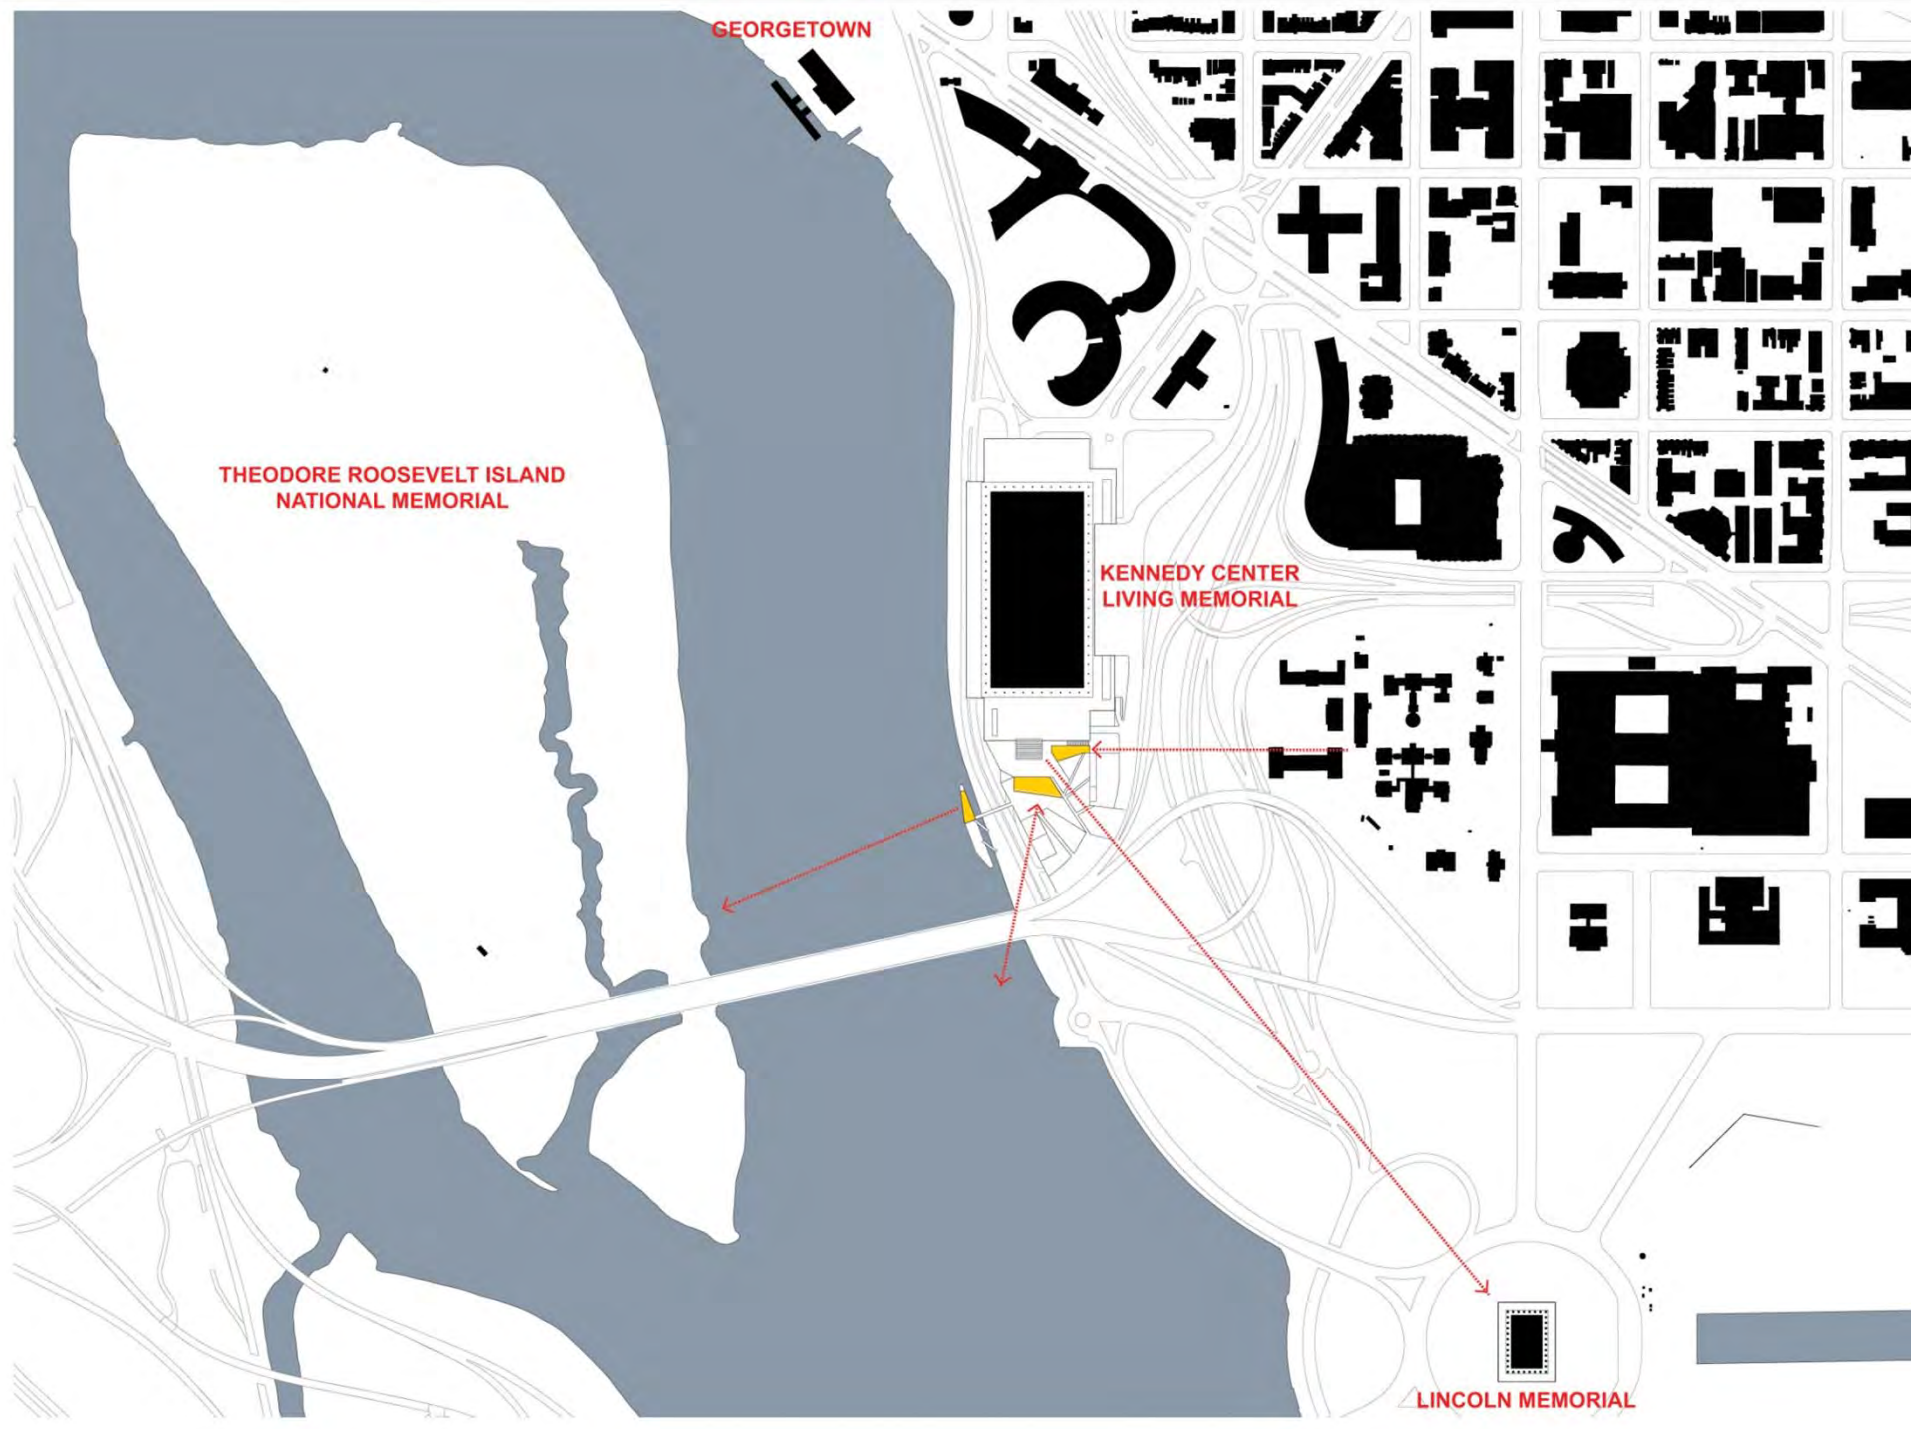 GEORGETOWN
THEODORE ROOSEVELT ISLAND
NATIONAL MEMORIAL
KENNEDY CENTER
LIVING MEMORIAL
LINCOLN MEMORIAL